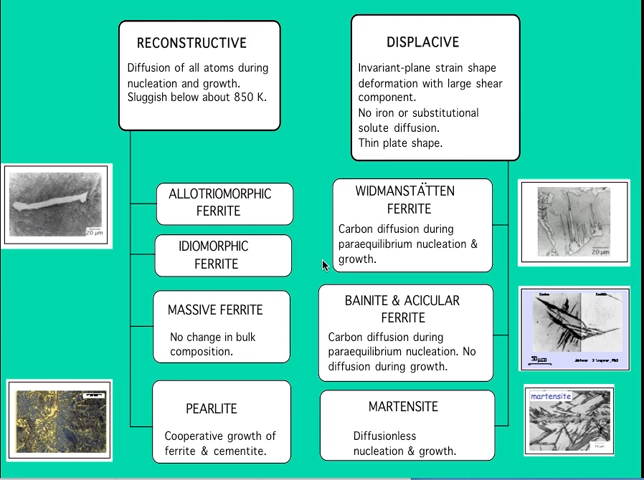 RECONSTRUCTIVE
Diffusion of all atoms during
nucleation and growth.
Sluggish below about 850 K.
DISPLACIVE
Invariant-plane strain shape
deformation with large shear
component.
No iron or substitutional
solute diffusion.
Thin plate shape.
ALLOTRIOMORPHIC
FERRITE
IDIOMORPHIC
FERRITE
MASSIVE FERRITE
No change in bulk
composition.
PEARLITE
Cooperative growth of
ferrite & cementite.
WIDMANSTÄTTEN
FERRITE
Carbon diffusion during
paraequilibrium nucleation &
growth.
BAINITE & ACICULAR
FERRITE
Carbon diffusion during
paraequilibrium nucleation. No
diffusion during growth.
MARTENSITE
Diffusionless
nucleation & growth.
20 µm
20 µm
50 µm
martensite